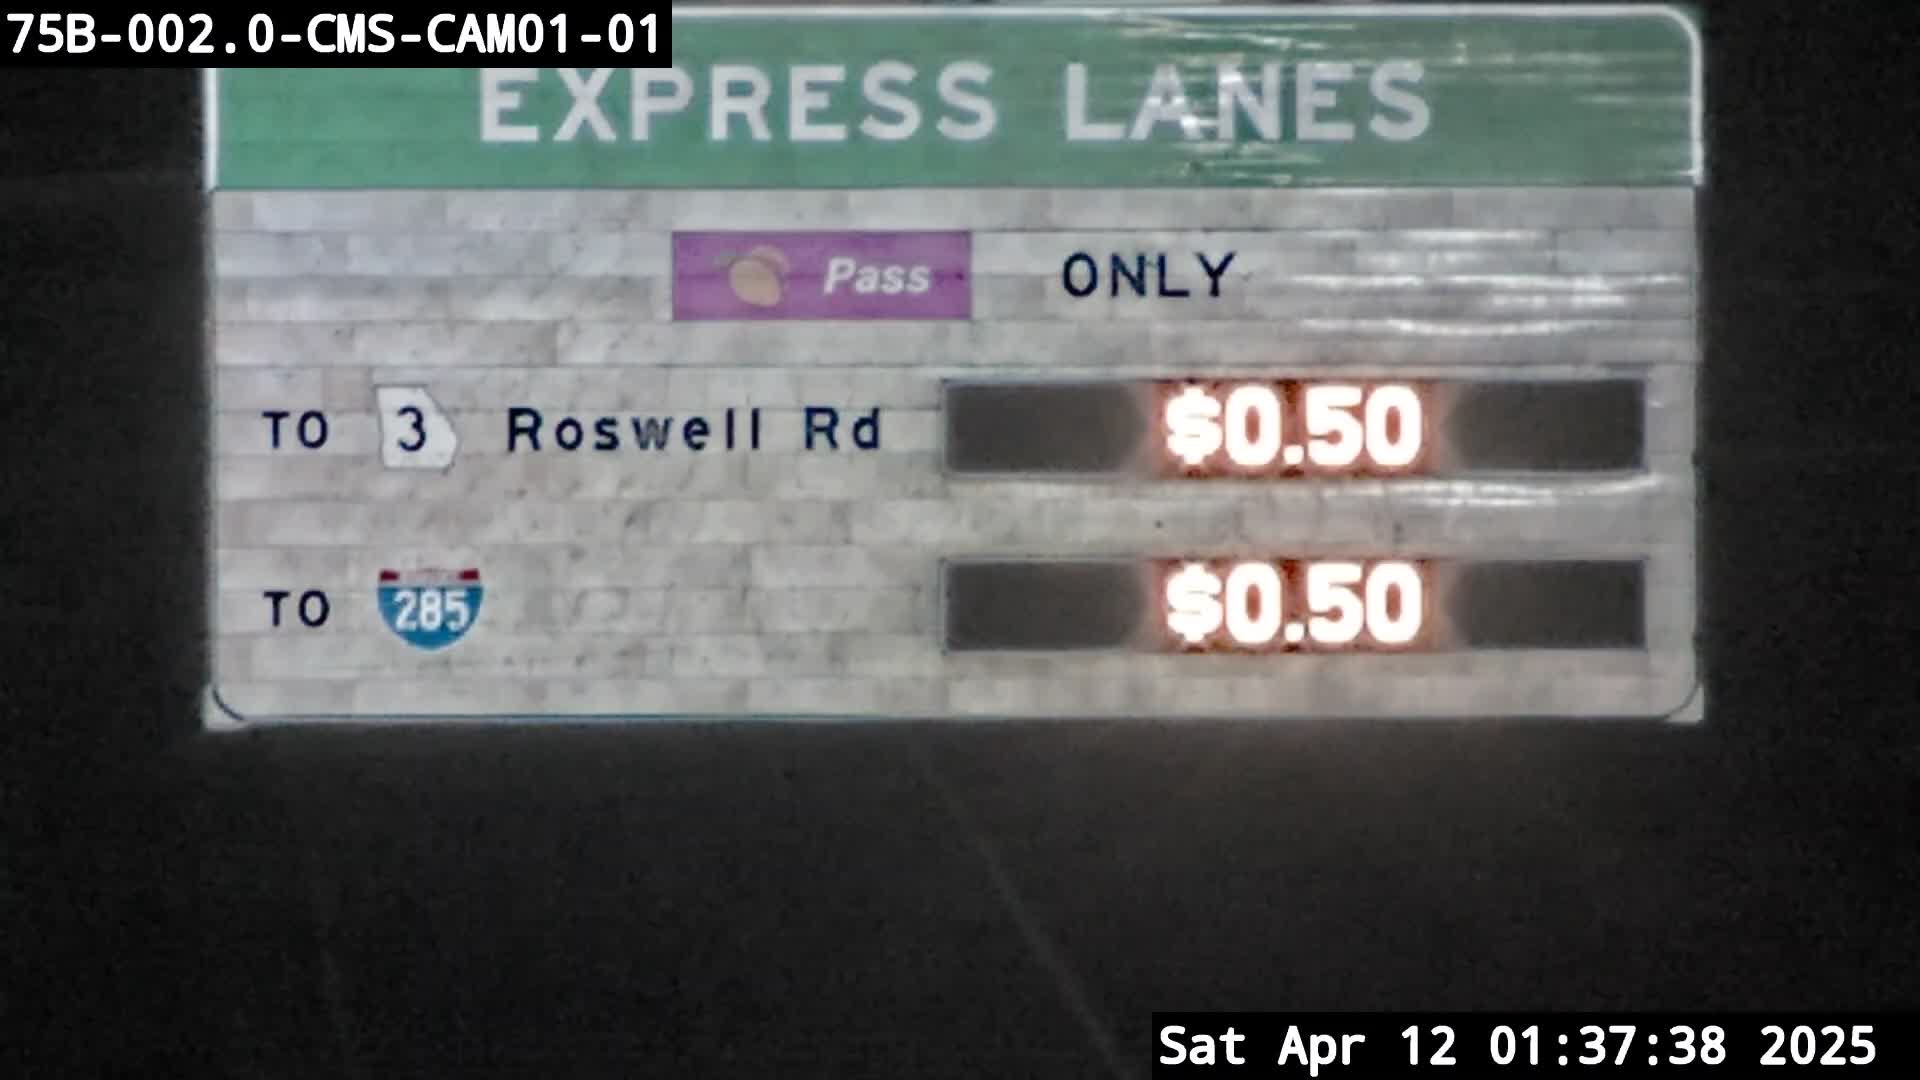 75B-002.0-CMS-CAM01-01
EXPRESS LANES
Pass ONLY
TO 3 Roswell Rd $0.50
TO 285 $0.50
Sat Apr 12 01:37:38 2025